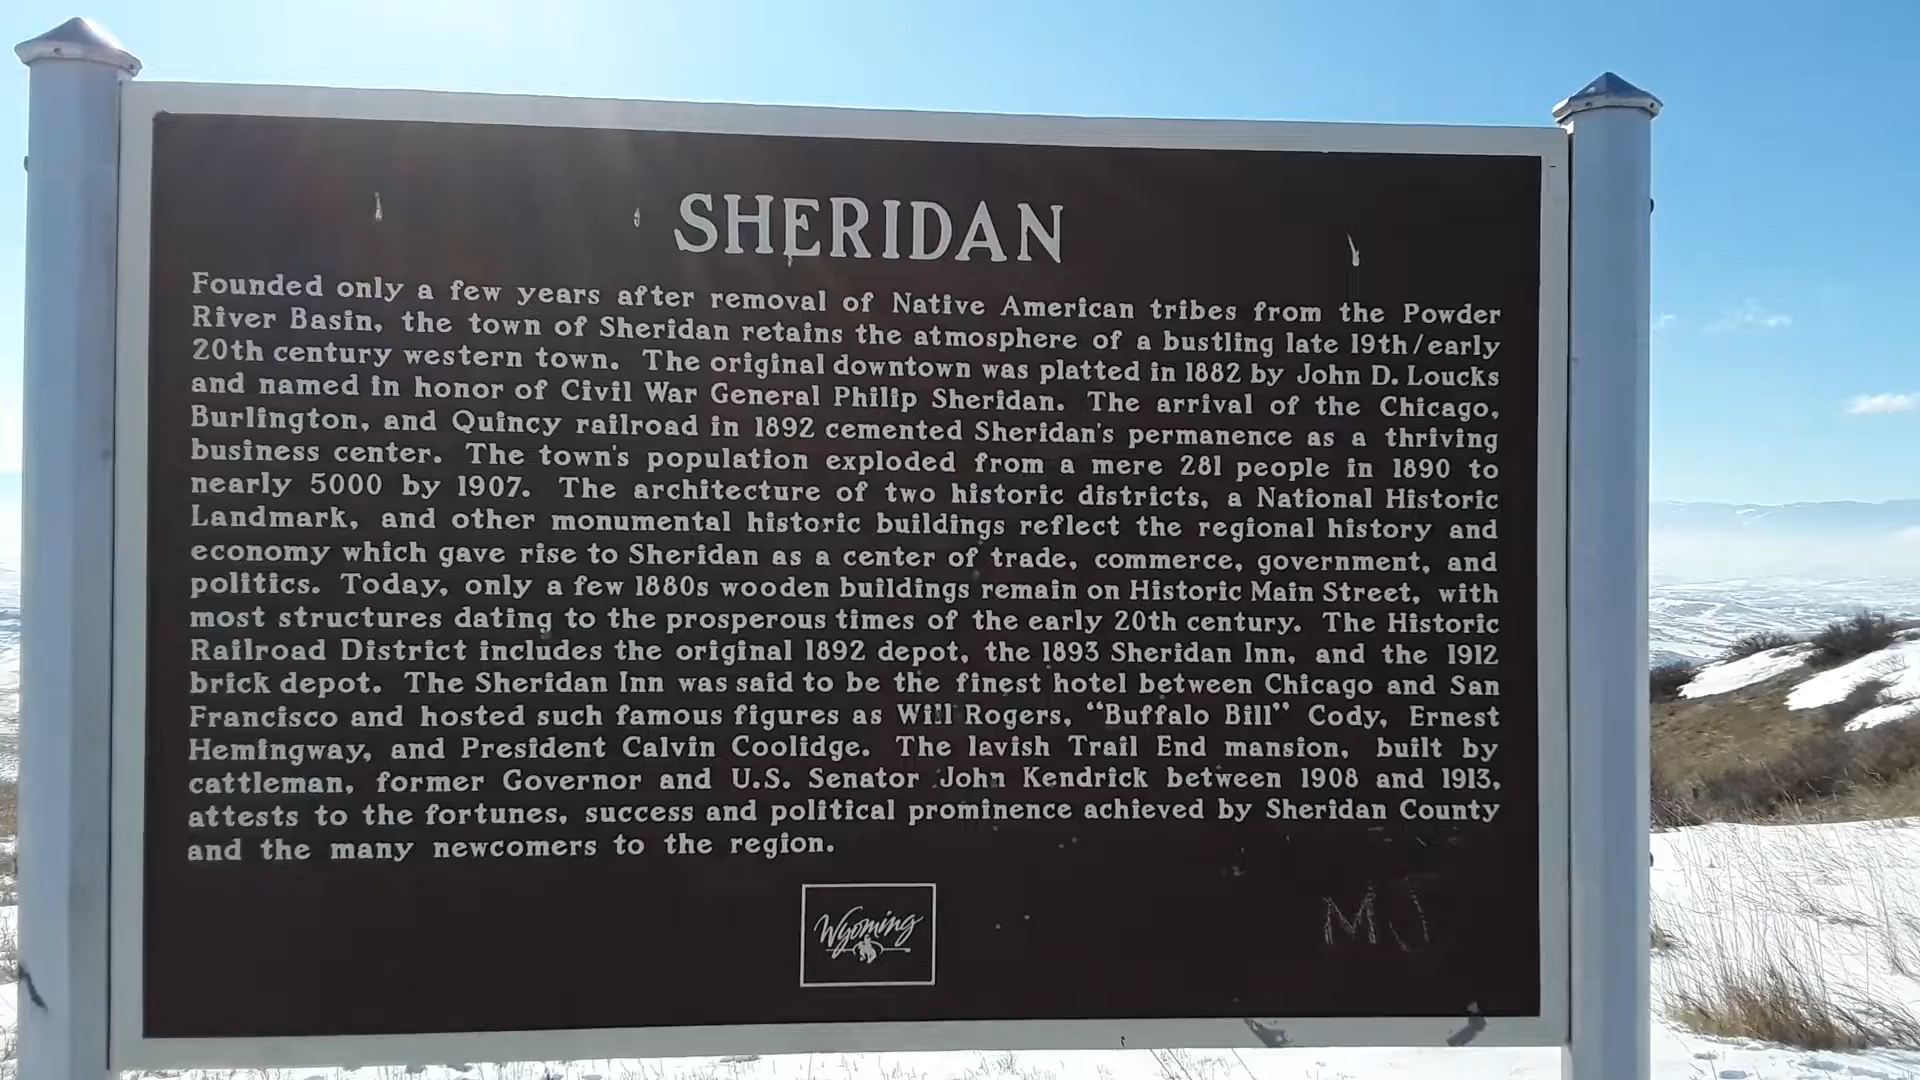 SHERIDAN
Founded only a few years after removal of Native American tribes from the Powder
River Basin, the town of Sheridan retains the atmosphere of a bustling late 19th/early
20th century western town. The original downtown was platted in 1882 by John D. Loucks
and named in honor of Civil War General Philip Sheridan. The arrival of the Chicago,
Burlington, and Quincy railroad in 1892 cemented Sheridan's permanence as a thriving
business center. The town's population exploded from a mere 281 people in 1890 to
nearly 5000 by 1907. The architecture of two historic districts, a National Historic
Landmark, and other monumental historic buildings reflect the regional history and
economy which gave rise to Sheridan as a center of trade, commerce, government, and
politics. Today, only a few 1880s wooden buildings remain on Historic Main Street, with
most structures dating to the prosperous times of the early 20th century. The Historic
Railroad District includes the original 1892 depot, the 1893 Sheridan Inn, and the 1912
brick depot. The Sheridan Inn was said to be the finest hotel between Chicago and San
Francisco and hosted such famous figures as Will Rogers, “Buffalo Bill” Cody, Ernest
Hemingway, and President Calvin Coolidge. The lavish Trail End mansion, built by
cattleman, former Governor and U.S. Senator John Kendrick between 1908 and 1913,
attests to the fortunes, success and political prominence achieved by Sheridan County
and the many newcomers to the region.
Wyoming
MJ